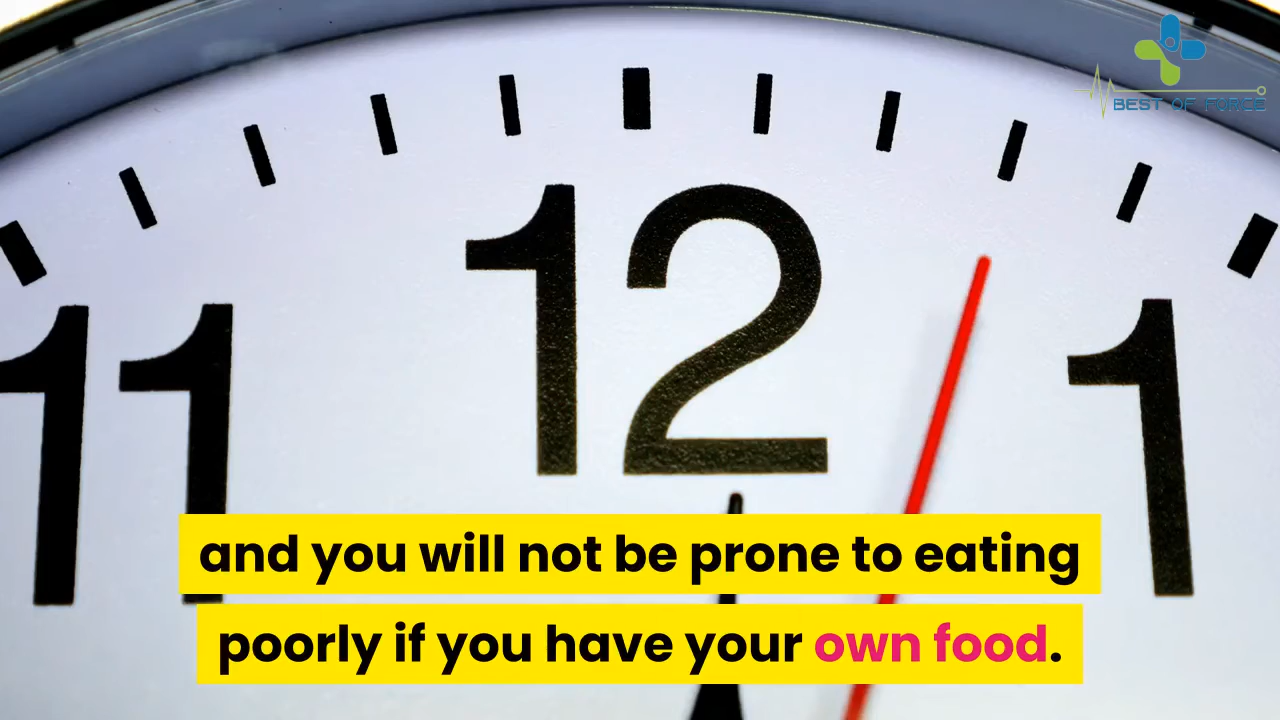 BEST OF FORCE
11 12 1
and you will not be prone to eating
poorly if you have your own food.